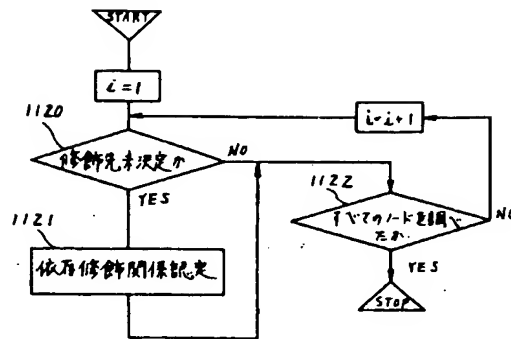 START
i=1
1120
i←i+1
修飾先未決定か
NO
YES
1122
すべてのノードを調べ
たか
NO
YES
1121
依存修飾関係認定
STOP